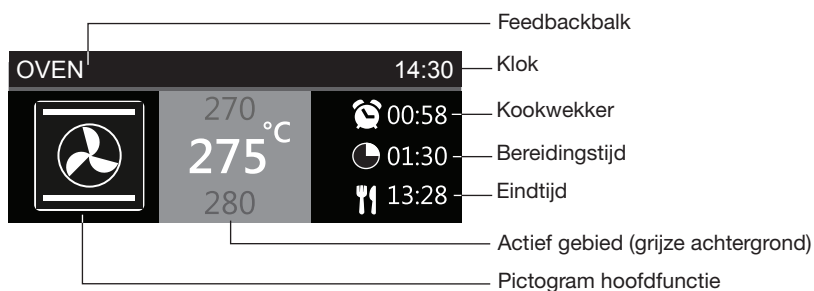 Feedbackbalk
OVEN 14:30
Klok
270
275°C
280
00:58
Kookwekker
01:30
Bereidingstijd
13:28
Eindtijd
Actief gebied (grijze achtergrond)
Pictogram hoofdfunctie